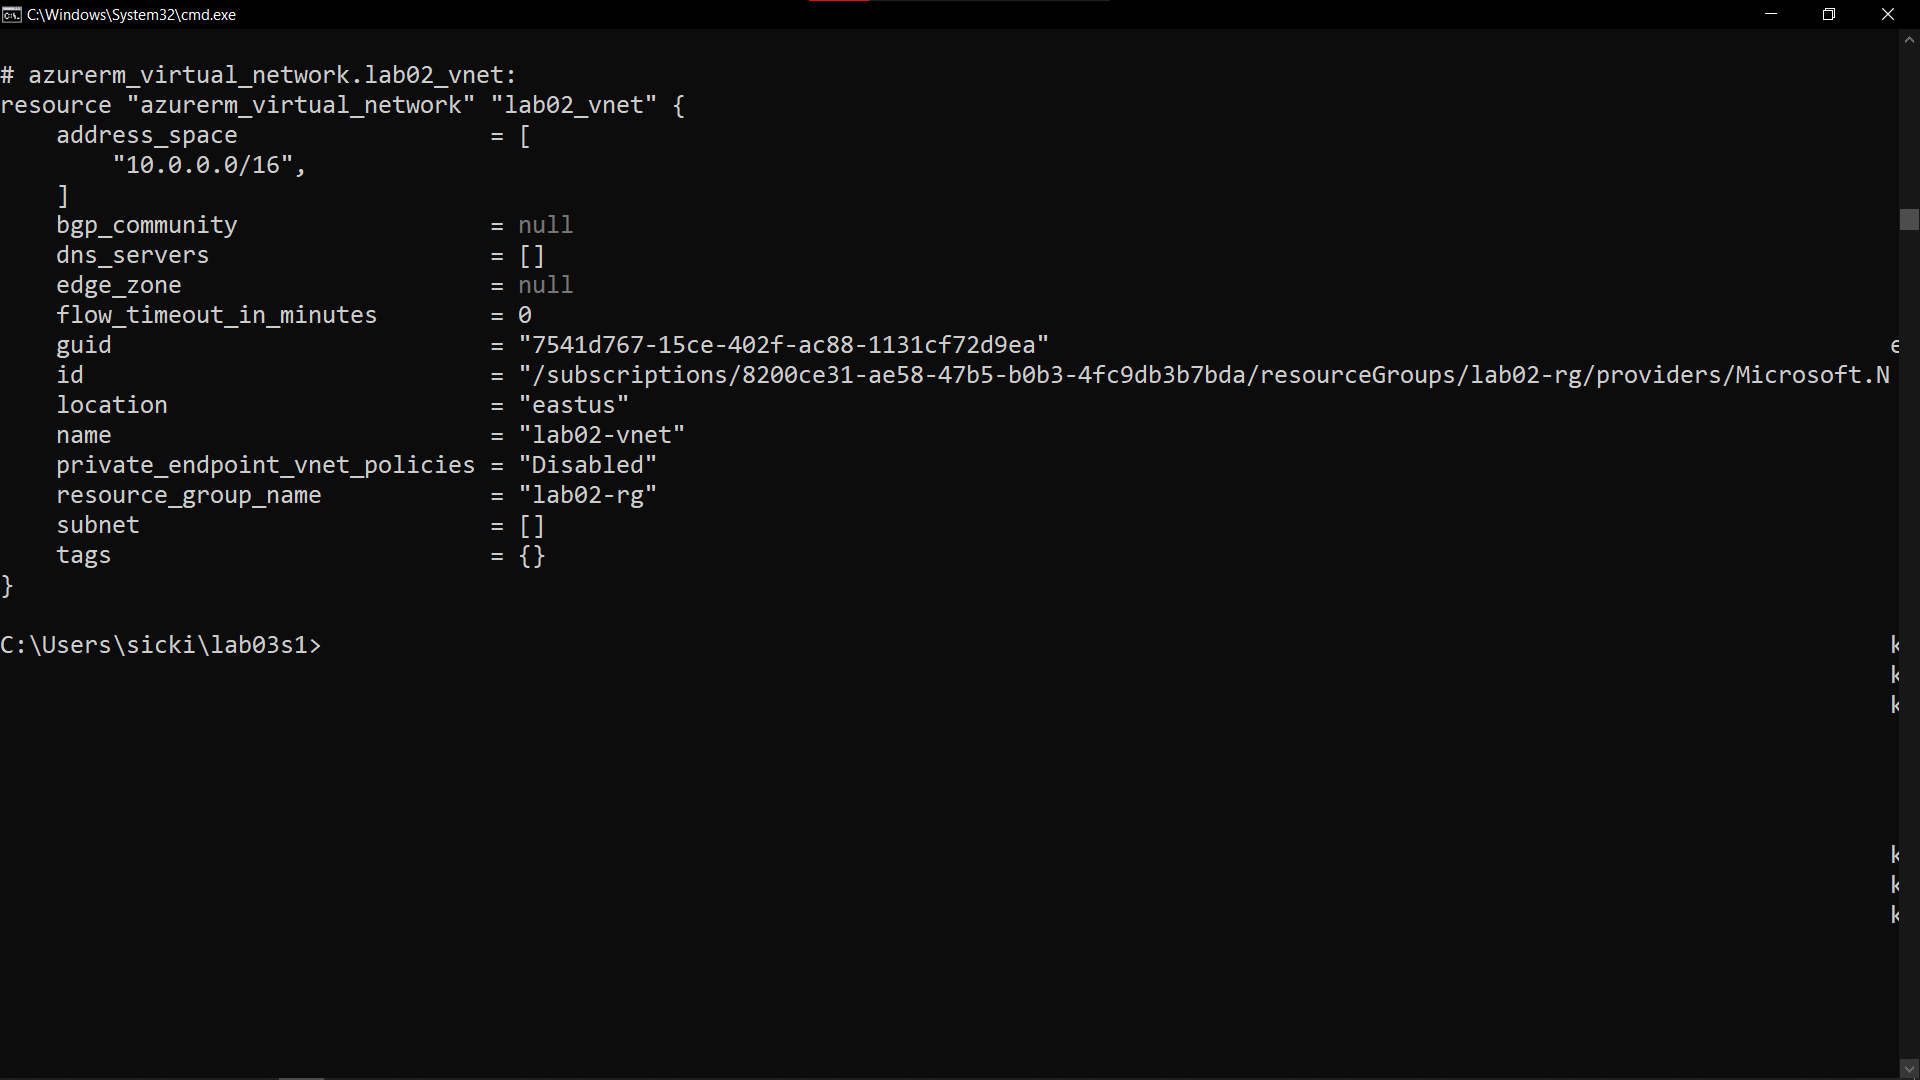 C:\Windows\System32\cmd.exe
# azurerm_virtual_network.lab02_vnet:
resource "azurerm_virtual_network" "lab02_vnet" {
    address_space                  = [
        "10.0.0.0/16",
    ]
    bgp_community                  = null
    dns_servers                    = []
    edge_zone                      = null
    flow_timeout_in_minutes        = 0
    guid                           = "7541d767-15ce-402f-ac88-1131cf72d9ea"
    id                             = "/subscriptions/8200ce31-ae58-47b5-b0b3-4fc9db3b7bda/resourceGroups/lab02-rg/providers/Microsoft.N
    location                       = "eastus"
    name                           = "lab02-vnet"
    private_endpoint_vnet_policies = "Disabled"
    resource_group_name            = "lab02-rg"
    subnet                         = []
    tags                           = {}
}
C:\Users\sicki\lab03s1>